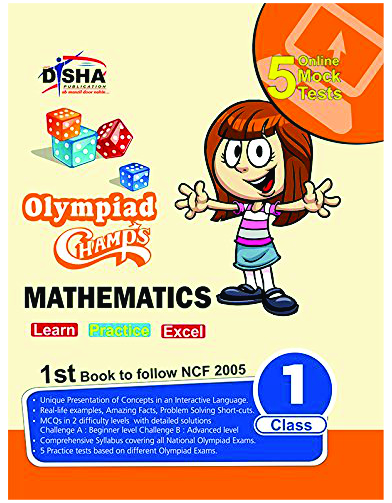 5 Online
Mock
Tests
DISHA
PUBLICATION
Olympiad
CHAMPS
MATHEMATICS
Learn Practice Excel
1st Book to follow NCF 2005
• Unique Presentation of Concepts in an Interactive Language.
• Real-life examples, Amazing Facts, Problem Solving Short-cuts.
• MCQs in 2 difficulty levels with detailed solutions
Challenge A : Beginner level Challenge B : Advanced level
• Comprehensive Syllabus covering all National Olympiad Exams.
• 5 Practice tests based on different Olympiad Exams.
1
Class